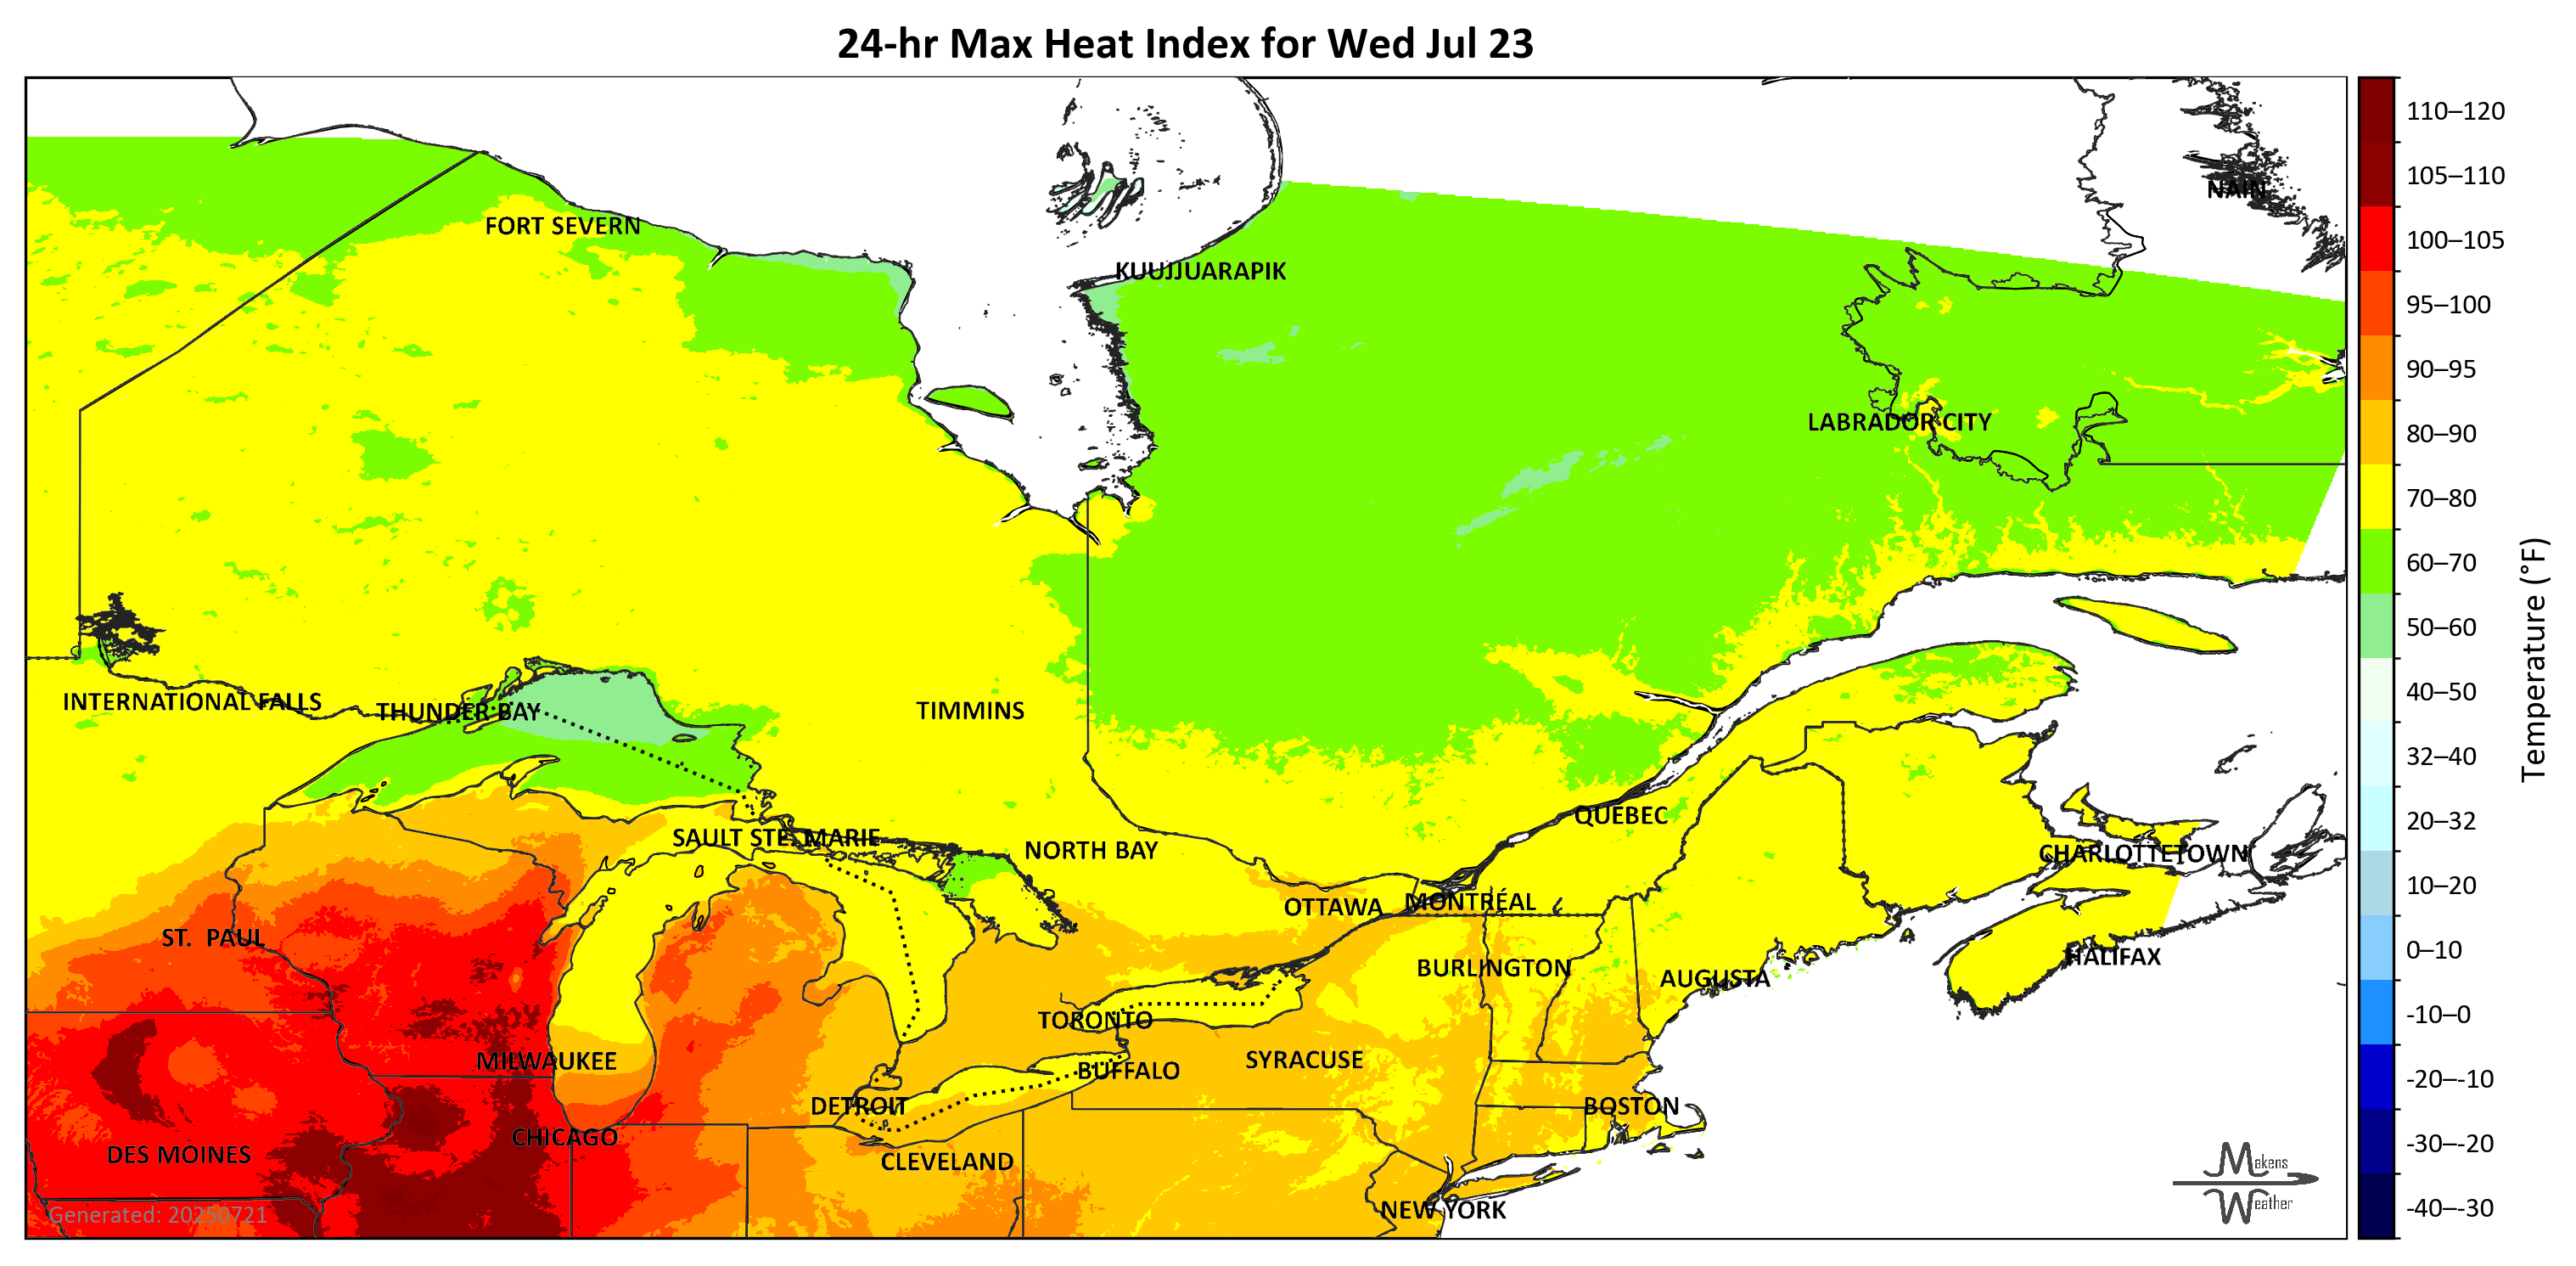 24-hr Max Heat Index for Wed Jul 23
110–120
105–110
NAIN
FORT SEVERN
100–105
KUUJJUARAPIK
95–100
90–95
LABRADOR CITY
80–90
70–80
60–70
Temperature (°F)
50–60
40–50
INTERNATIONAL FALLS
THUNDER BAY
TIMMINS
32–40
QUÉBEC
20–32
SAULT STE. MARIE
NORTH BAY
CHARLOTTETOWN
10–20
OTTAWA
MONTRÉAL
ST. PAUL
0–10
HALIFAX
BURLINGTON
AUGUSTA
-10–0
TORONTO
MILWAUKEE
SYRACUSE
BUFFALO
-20–-10
DETROIT
BOSTON
CHICAGO
-30–-20
DES MOINES
CLEVELAND
Makens
Weather
NEW YORK
-40–-30
Generated: 20250721